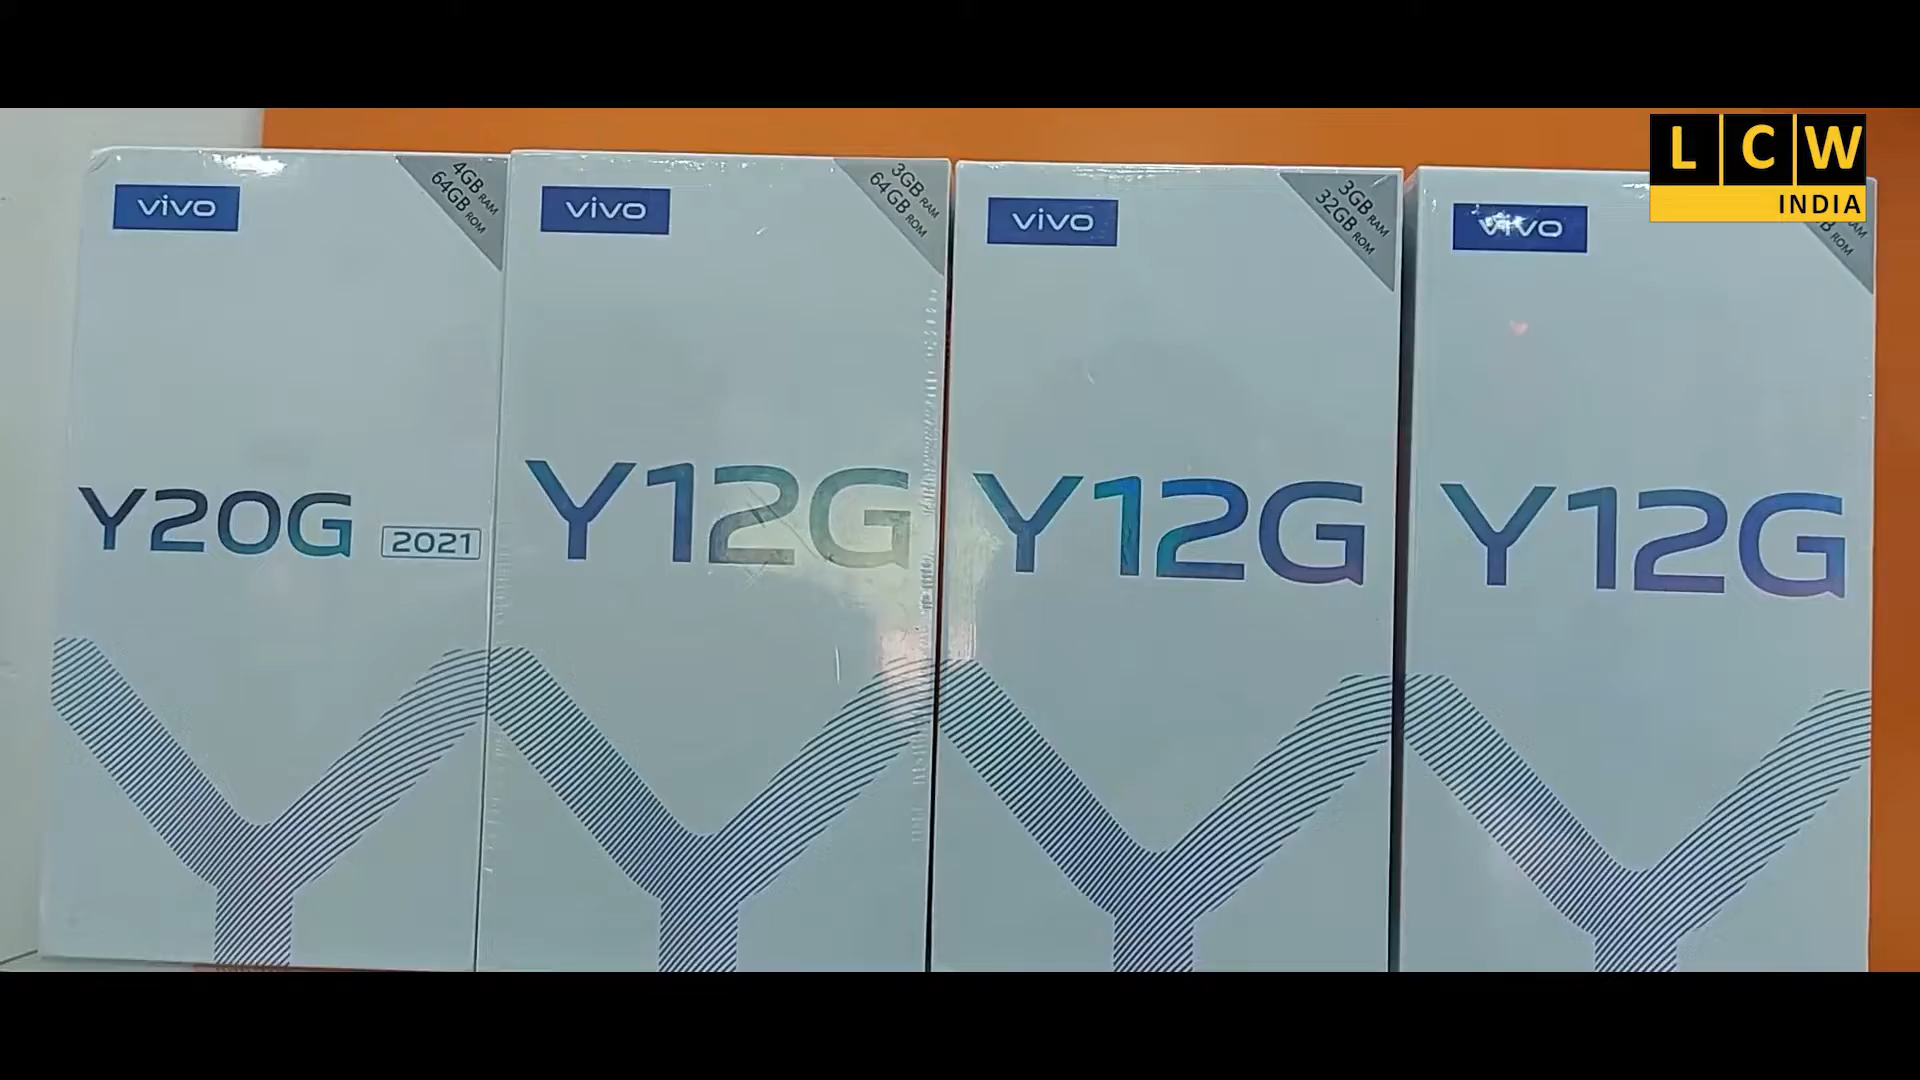 vivo
4GB RAM
64GB ROM
Y20G 2021
vivo
3GB RAM
64GB ROM
Y12G
vivo
3GB RAM
32GB ROM
Y12G
vivo
ROM
Y12G
L C W
INDIA